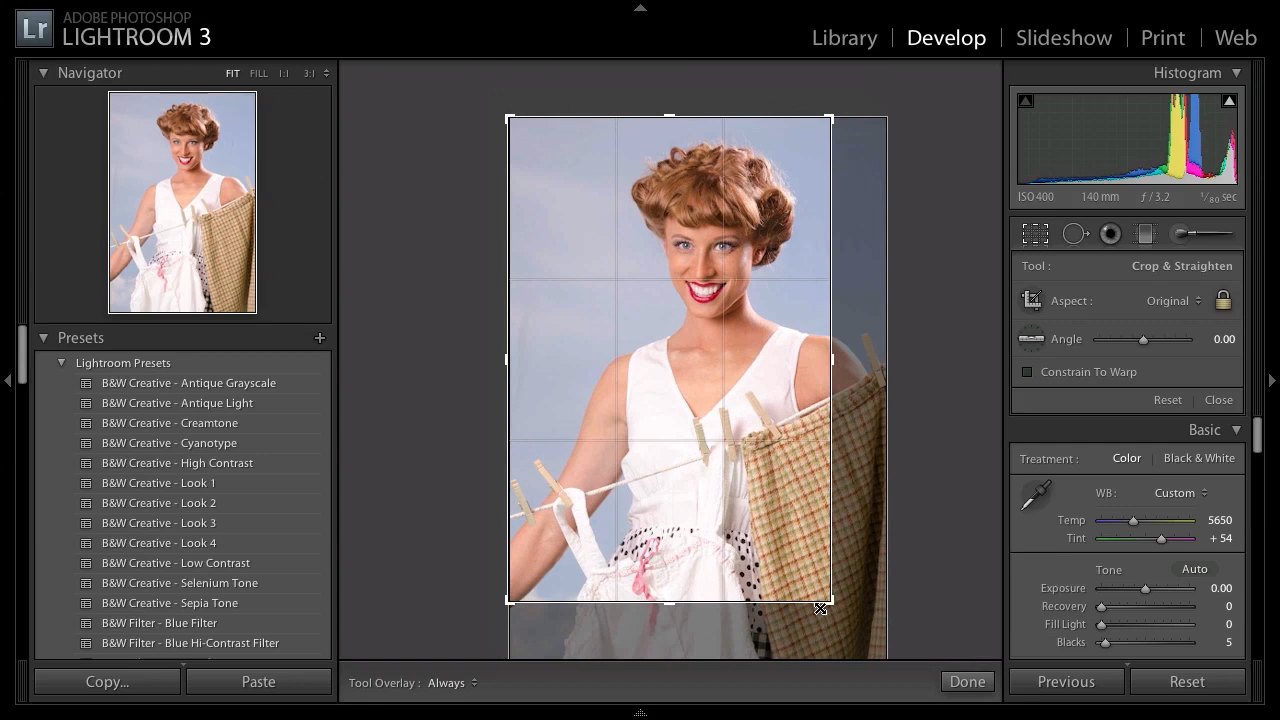 Lr
ADOBE PHOTOSHOP
LIGHTROOM 3
Library | Develop | Slideshow | Print | Web
Navigator FIT FILL 1:1 3:1
Presets +
Lightroom Presets
B&W Creative - Antique Grayscale
B&W Creative - Antique Light
B&W Creative - Creamtone
B&W Creative - Cyanotype
B&W Creative - High Contrast
B&W Creative - Look 1
B&W Creative - Look 2
B&W Creative - Look 3
B&W Creative - Look 4
B&W Creative - Low Contrast
B&W Creative - Selenium Tone
B&W Creative - Sepia Tone
B&W Filter - Blue Filter
B&W Filter - Blue Hi-Contrast Filter
Copy... Paste
Tool Overlay : Always Done
Histogram
ISO 400 140 mm ƒ / 3.2 1/80 sec
Tool : Crop & Straighten
Aspect : Original
Angle 0.00
Constrain To Warp
Reset | Close
Basic
Treatment : Color | Black & White
WB : Custom
Temp 5650
Tint + 54
Tone Auto
Exposure 0.00
Recovery 0
Fill Light 0
Blacks 5
Previous Reset